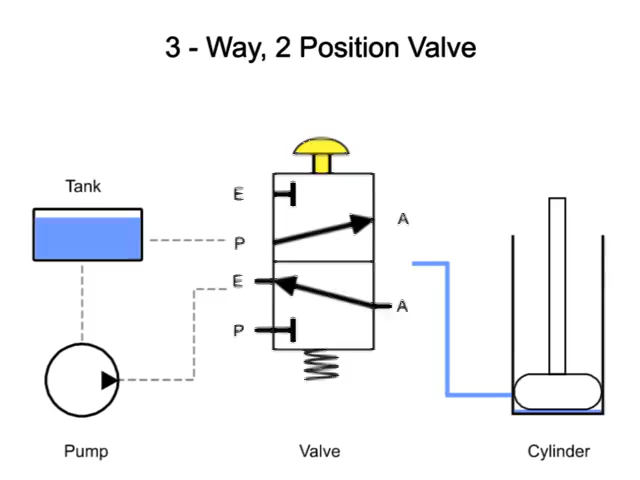 3 - Way, 2 Position Valve
Tank
E
A
P
E
A
P
Pump
Valve
Cylinder